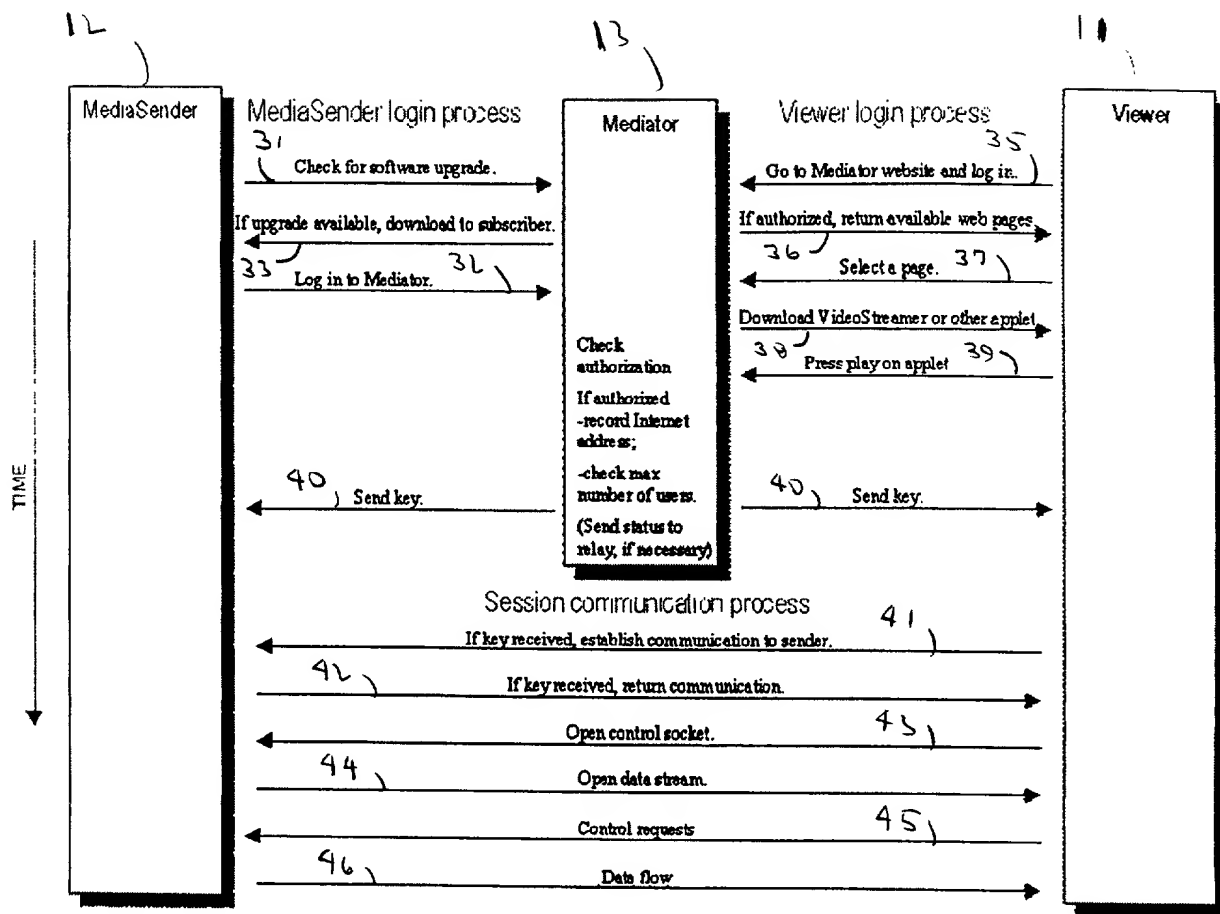 12
13
11
MediaSender
MediaSender login process
Mediator
Viewer login process
Viewer
31
Check for software upgrade.
35
Go to Mediator website and log in.
If upgrade available, download to subscriber.
If authorized, return available web pages
33
Log in to Mediator.
32
36
Select a page.
37
Download VideoStreamer or other applet
38
Press play on applet
39
Check
authorization
If authorized
-record Internet
address;
-check max
number of users.
(Send status to
relay, if necessary)
TIME
40
Send key.
40
Send key.
Session communication process
If key received, establish communication to sender.
41
42
If key received, return communication.
Open control socket.
43
44
Open data stream.
Control requests
45
46
Data flow